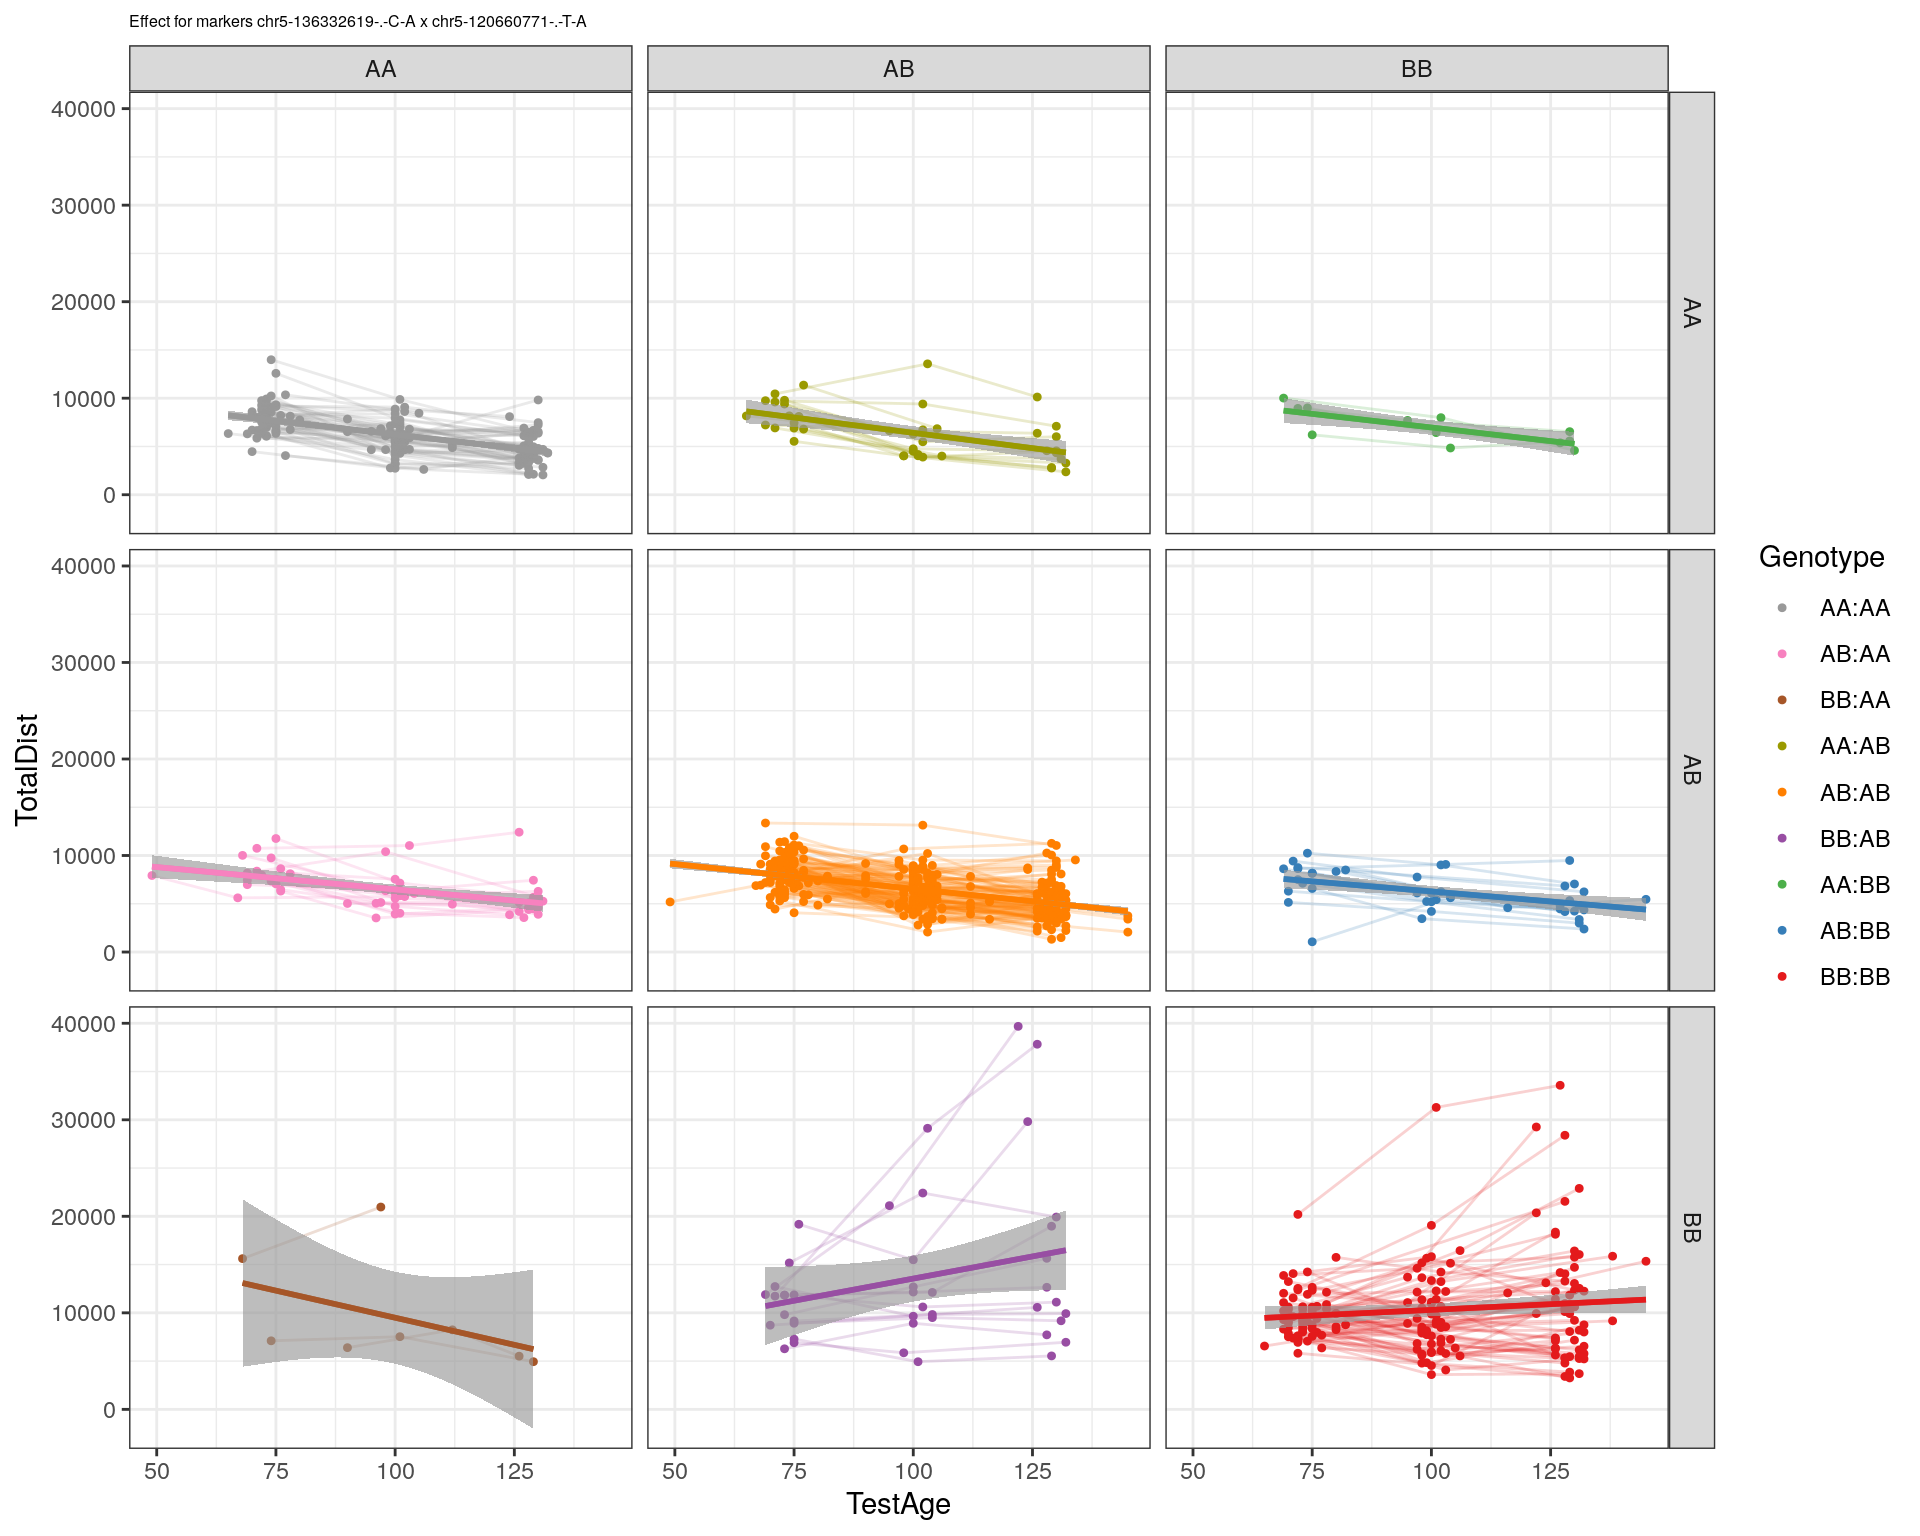 Effect for markers chr5-136332619-.-C-A x chr5-120660771-.-T-A
AA
AB
BB
40000
30000
20000
10000
0
AA
40000
30000
20000
10000
0
AB
40000
30000
20000
10000
0
BB
50
75
100
125
50
75
100
125
50
75
100
125
TestAge
TotalDist
Genotype
AA:AA
AB:AA
BB:AA
AA:AB
AB:AB
BB:AB
AA:BB
AB:BB
BB:BB